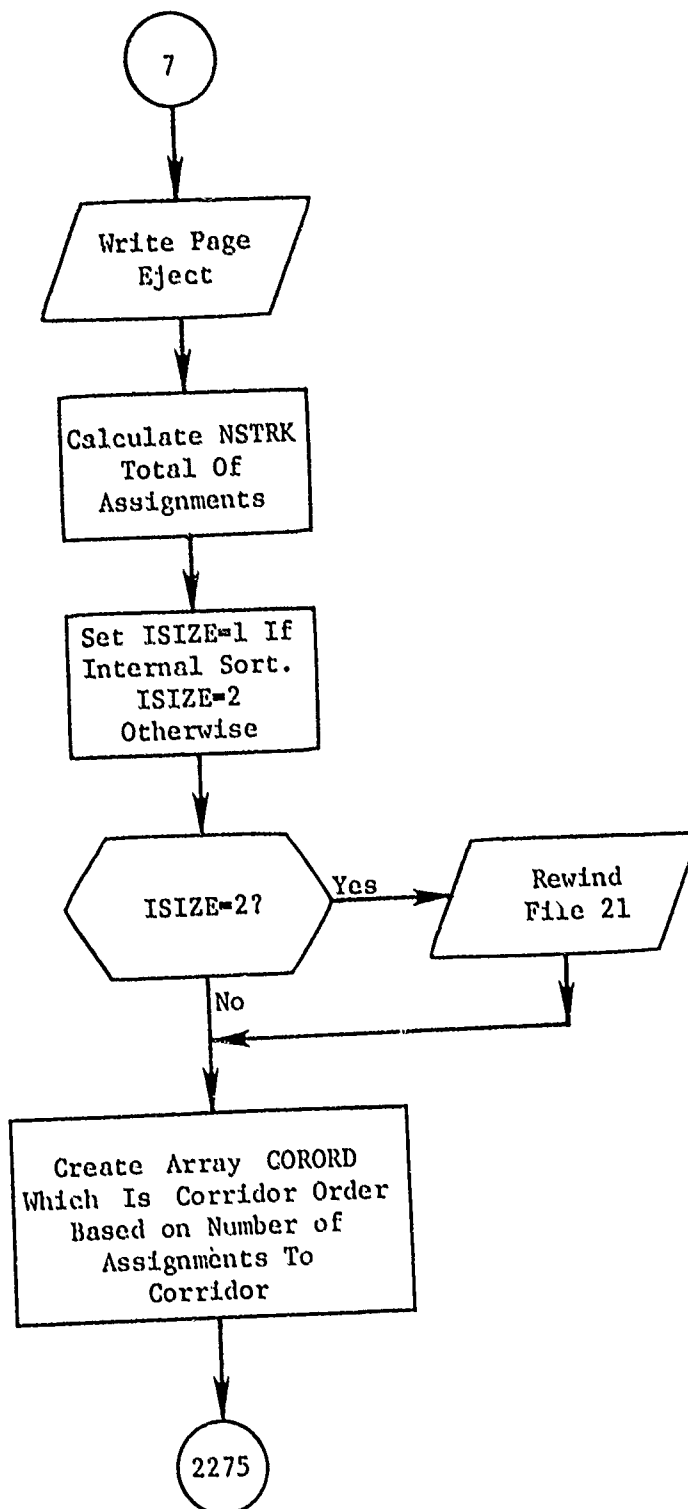 7
Write Page
Eject
Calculate NSTRK
Total Of
Assignments
Set ISIZE=1 If
Internal Sort.
ISIZE=2
Otherwise
ISIZE=2?
Yes
Rewind
File 21
No
Create Array CORORD
Which Is Corridor Order
Based on Number of
Assignments To
Corridor
2275